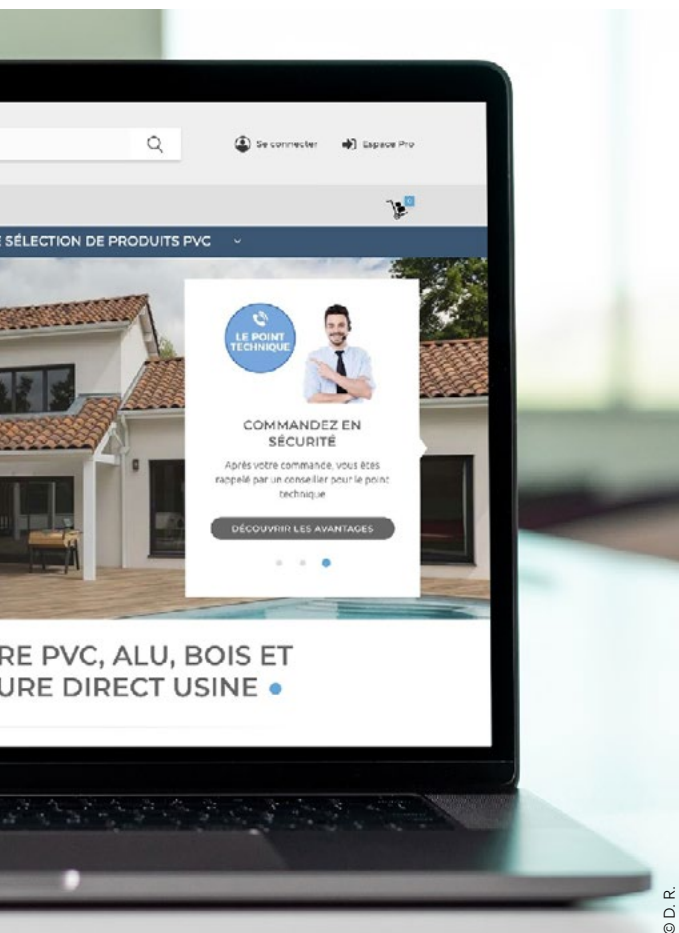 Se connecter Espace Pro
0
SÉLECTION DE PRODUITS PVC
LE POINT
TECHNIQUE
COMMANDEZ EN
SÉCURITÉ
Après votre commande, vous êtes
rappelé par un conseiller pour le point
technique
DÉCOUVRIR LES AVANTAGES
RE PVC, ALU, BOIS ET
URE DIRECT USINE
© D. R.